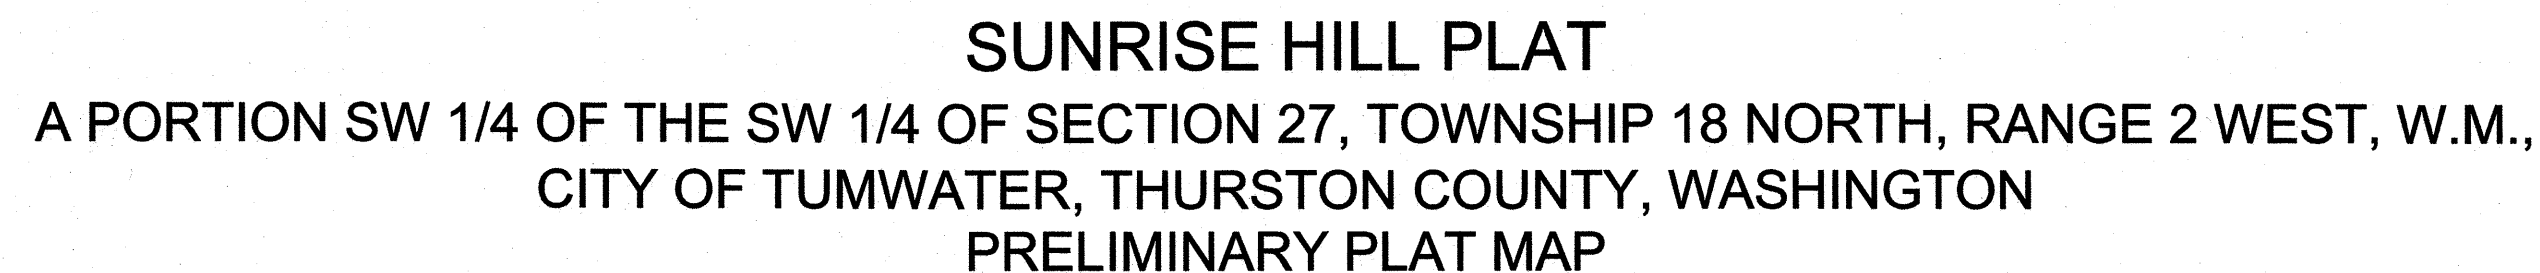 SUNRISE HILL PLAT
A PORTION SW 1/4 OF THE SW 1/4 OF SECTION 27, TOWNSHIP 18 NORTH, RANGE 2 WEST, W.M.,
CITY OF TUMWATER, THURSTON COUNTY, WASHINGTON
PRELIMINARY PLAT MAP